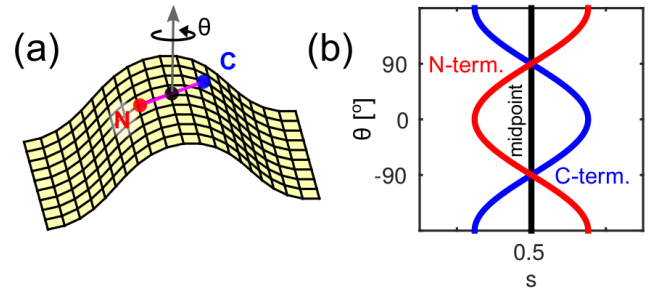 (a)
θ
C
N
(b)
θ [º]
90
0
-90
N-term.
midpoint
C-term.
0.5
s